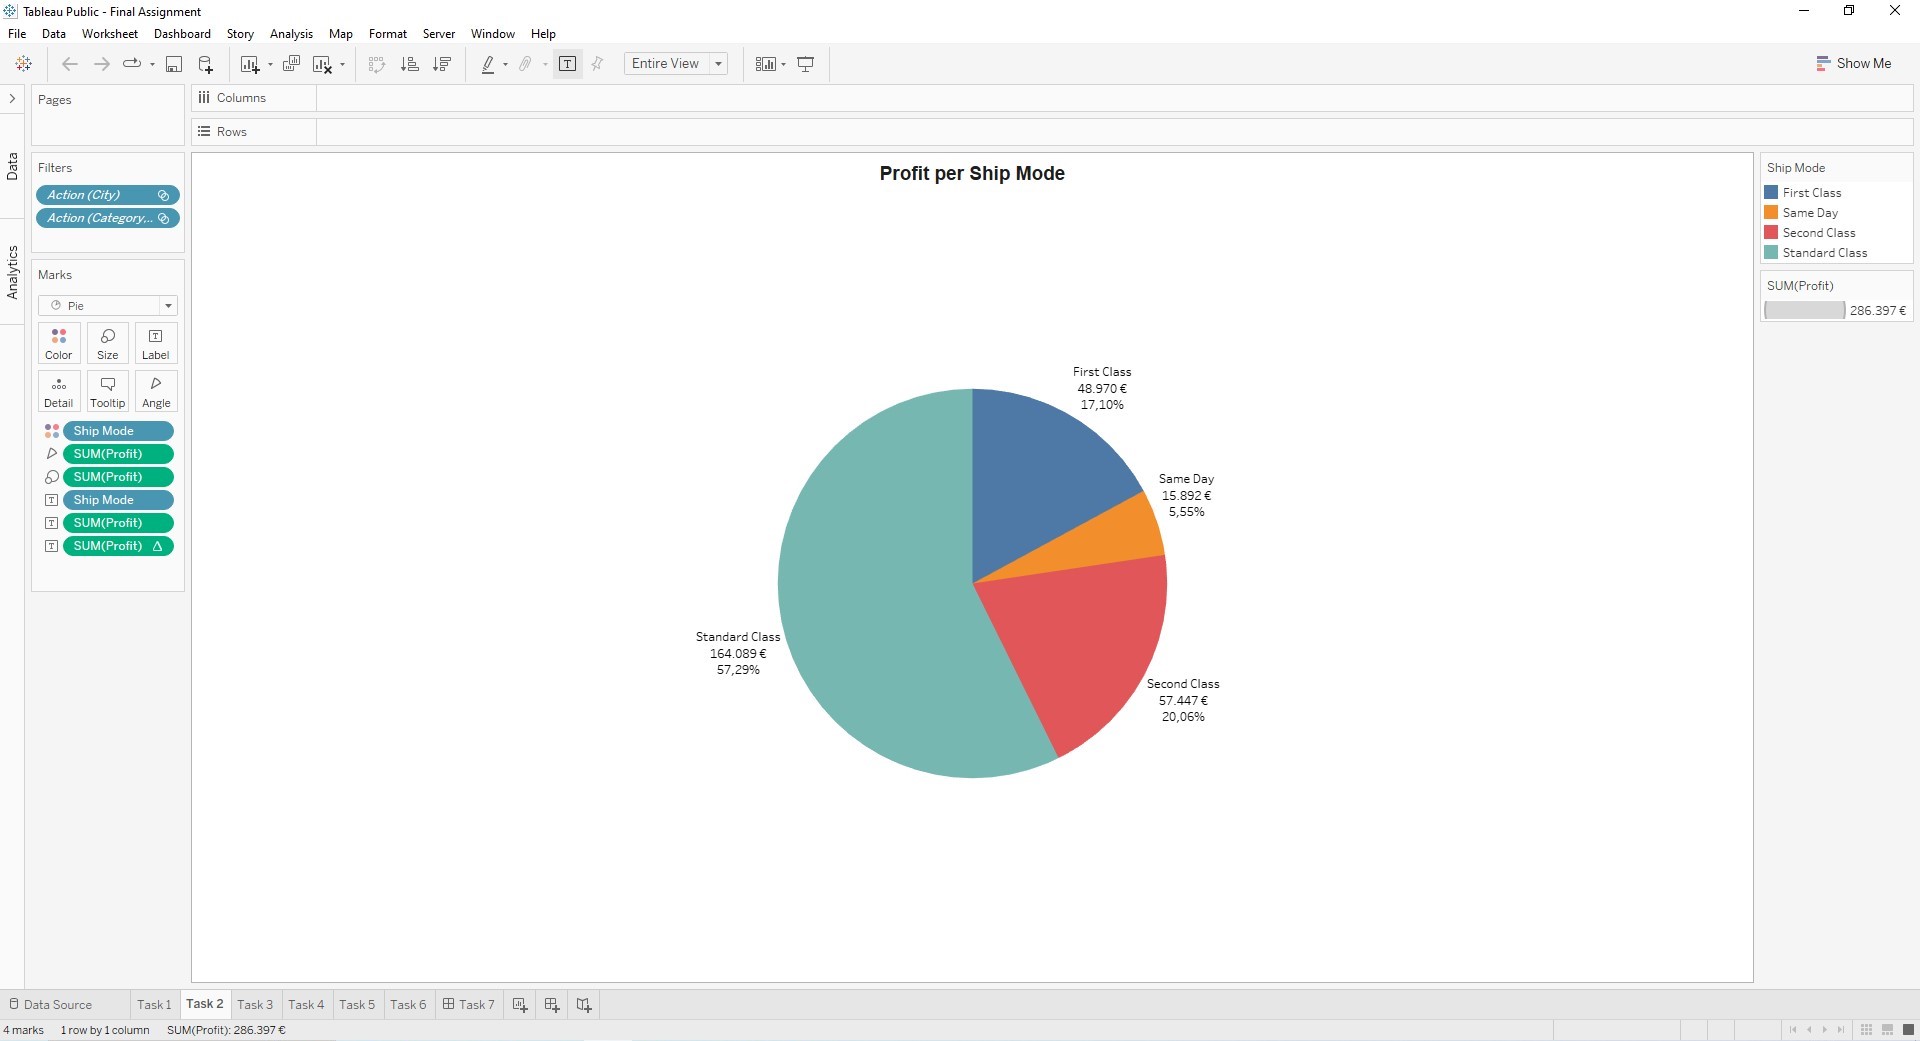 Tableau Public - Final Assignment
File Data Worksheet Dashboard Story Analysis Map Format Server Window Help
Entire View
Show Me
Pages
Columns
Rows
Data
Analytics
Filters
Action (City)
Action (Category,..
Marks
Pie
Color Size Label
Detail Tooltip Angle
Ship Mode
SUM(Profit)
SUM(Profit)
Ship Mode
SUM(Profit)
SUM(Profit) Δ
Profit per Ship Mode
First Class
48.970 €
17,10%
Same Day
15.892 €
5,55%
Standard Class
164.089 €
57,29%
Second Class
57.447 €
20,06%
Ship Mode
First Class
Same Day
Second Class
Standard Class
SUM(Profit)
286.397 €
Data Source Task 1 Task 2 Task 3 Task 4 Task 5 Task 6 Task 7
4 marks 1 row by 1 column SUM(Profit): 286.397 €